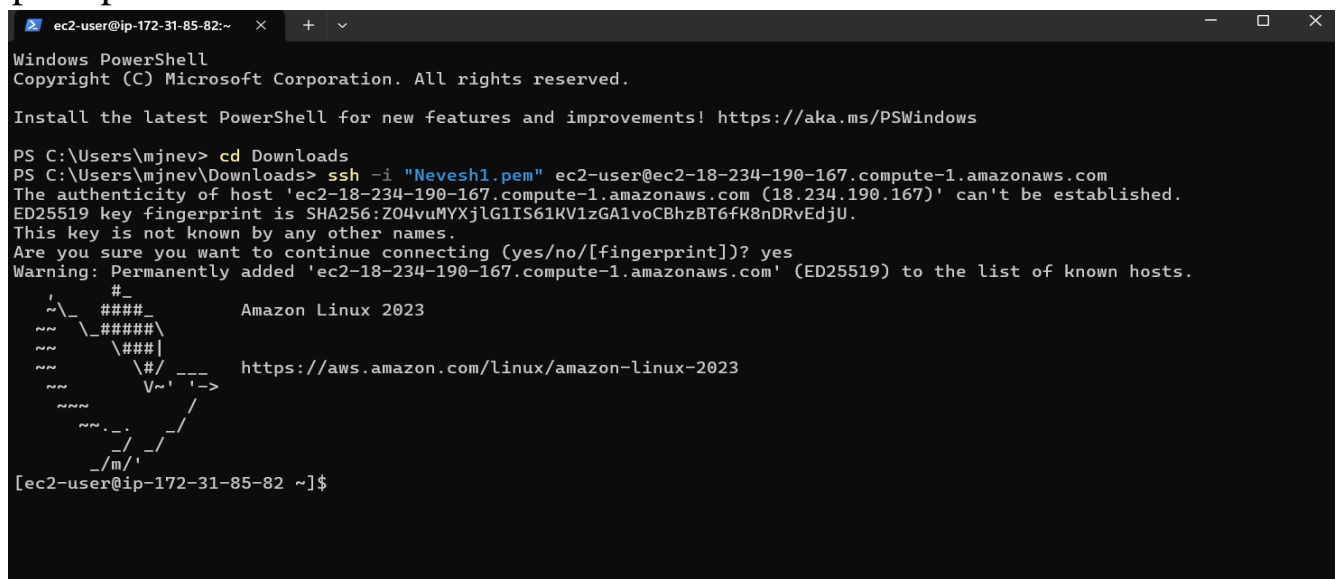 ec2-user@ip-172-31-85-82:~
Windows PowerShell
Copyright (C) Microsoft Corporation. All rights reserved.
Install the latest PowerShell for new features and improvements! https://aka.ms/PSWindows
PS C:\Users\mjnev> cd Downloads
PS C:\Users\mjnev\Downloads> ssh -i "Nevesh1.pem" ec2-user@ec2-18-234-190-167.compute-1.amazonaws.com
The authenticity of host 'ec2-18-234-190-167.compute-1.amazonaws.com (18.234.190.167)' can't be established.
ED25519 key fingerprint is SHA256:ZO4vuMYXjlG1IS61KV1zGA1voCBhzBT6fK8nDRvEdjU.
This key is not known by any other names.
Are you sure you want to continue connecting (yes/no/[fingerprint])? yes
Warning: Permanently added 'ec2-18-234-190-167.compute-1.amazonaws.com' (ED25519) to the list of known hosts.
   ,     #_
   ~\_  ####_        Amazon Linux 2023
  ~~  \_#####\
  ~~     \###|
  ~~       \#/ ___   https://aws.amazon.com/linux/amazon-linux-2023
   ~~       V~' '->
    ~~~         /
      ~~._.   _/
         _/ _/
       _/m/'
[ec2-user@ip-172-31-85-82 ~]$